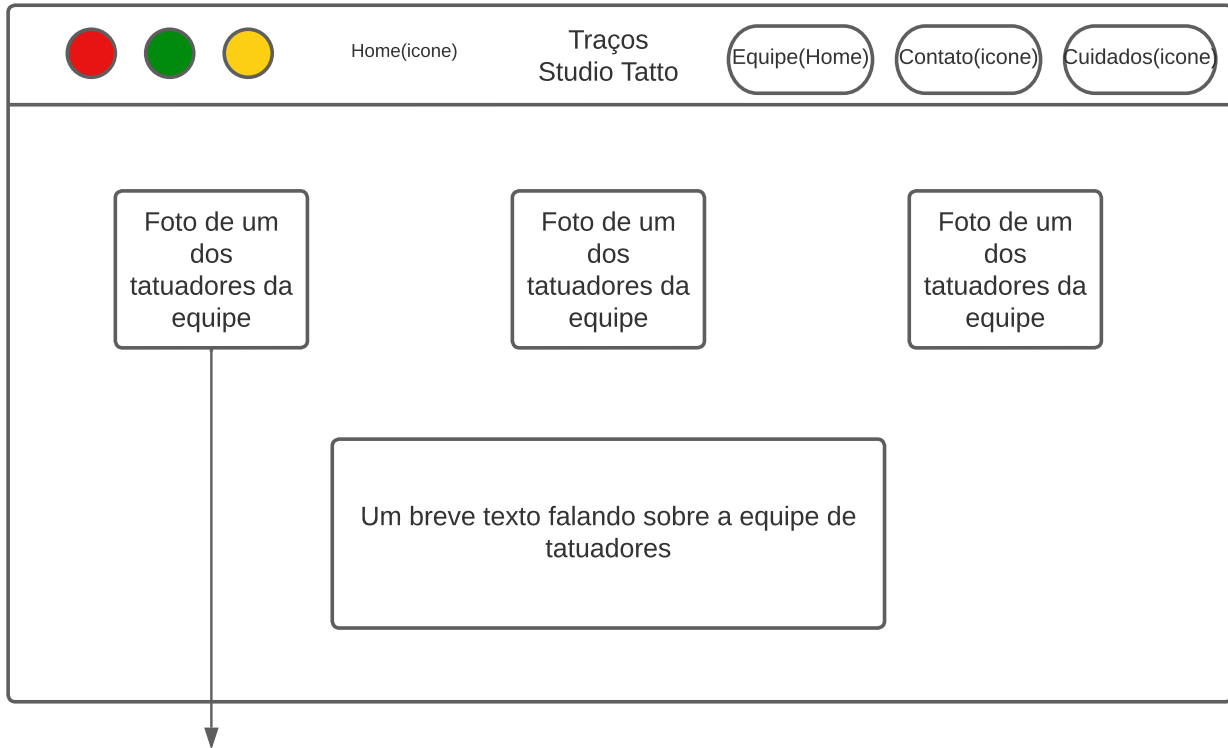 Home(icone)
Traços
Studio Tatto
Equipe(Home)
Contato(icone)
Cuidados(icone)
Foto de um
dos
tatuadores da
equipe
Foto de um
dos
tatuadores da
equipe
Foto de um
dos
tatuadores da
equipe
Um breve texto falando sobre a equipe de
tatuadores